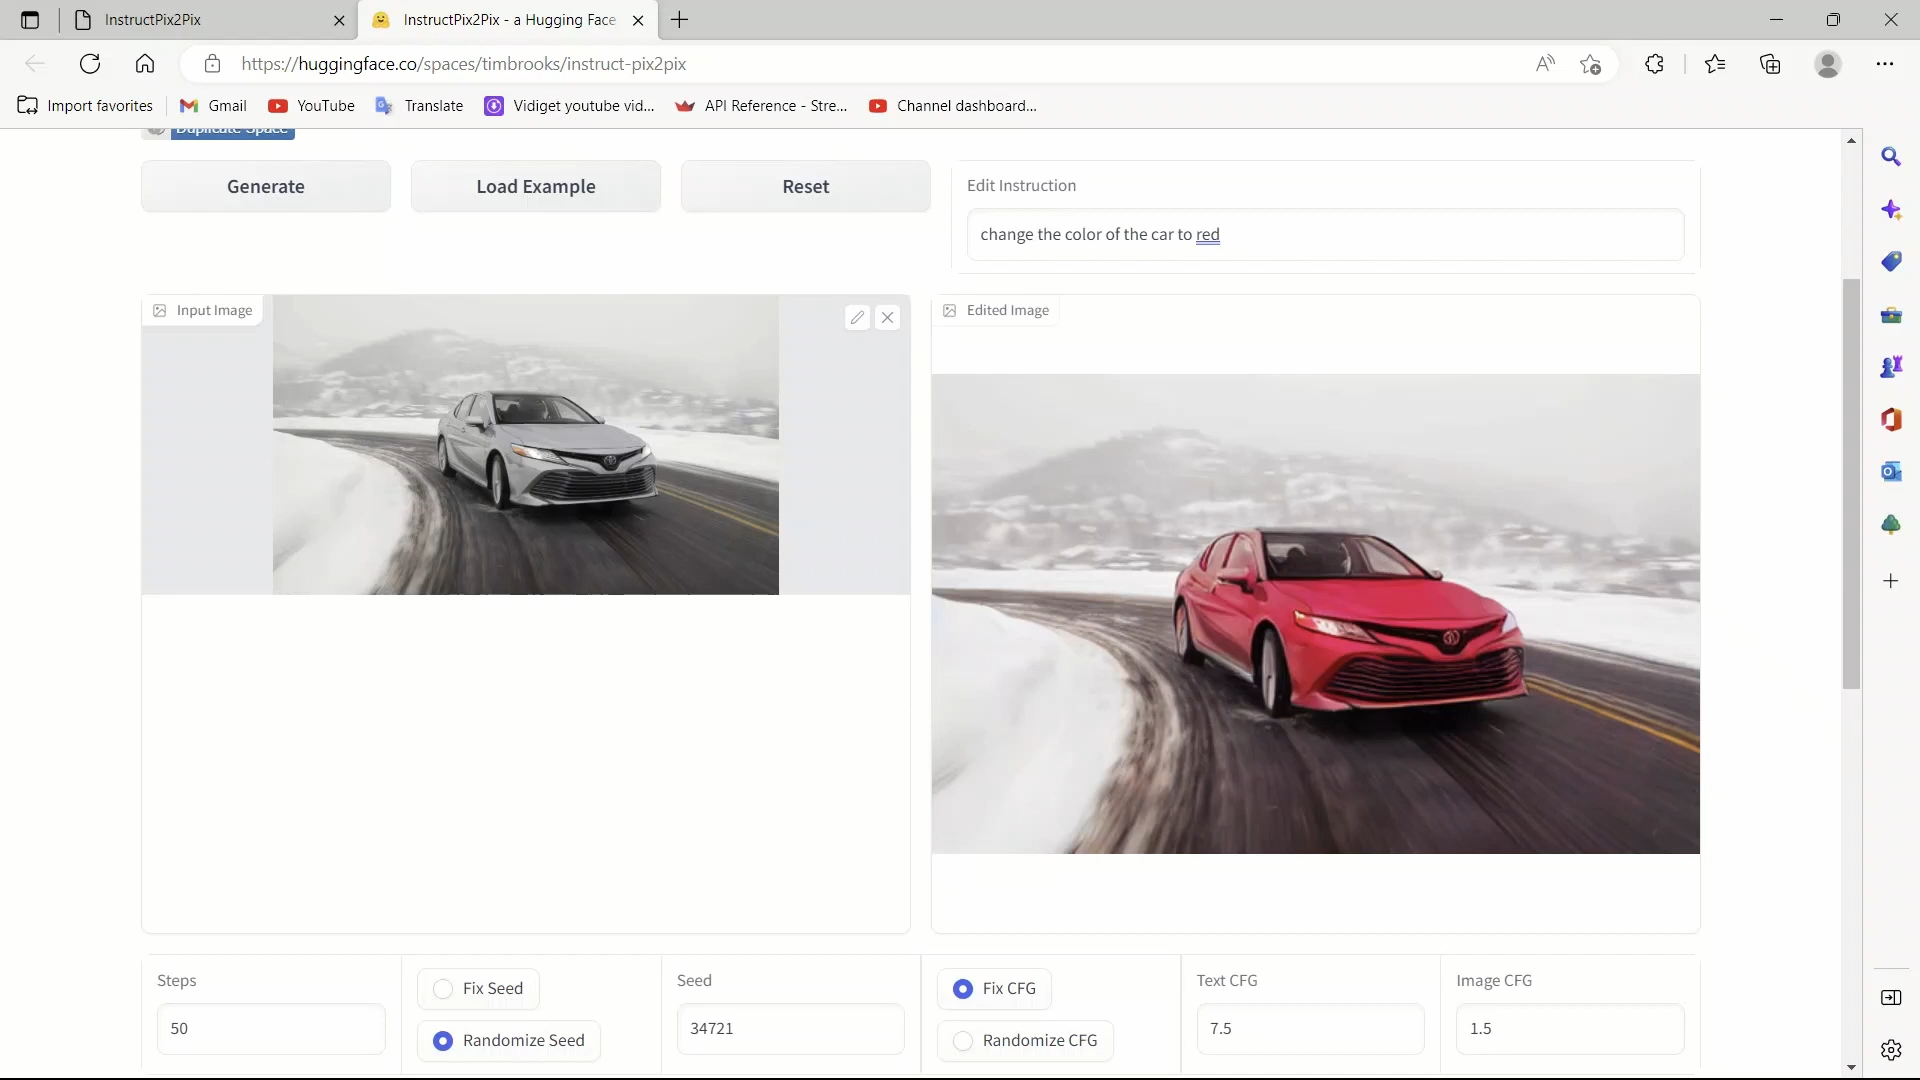 InstructPix2Pix
InstructPix2Pix - a Hugging Face
https://huggingface.co/spaces/timbrooks/instruct-pix2pix
Import favorites
Gmail
YouTube
Translate
Vidiget youtube vid...
API Reference - Stre...
Channel dashboard...
Duplicate Space
Generate
Load Example
Reset
Edit Instruction
change the color of the car to red
Input Image
Edited Image
Steps
50
Fix Seed
Randomize Seed
Seed
34721
Fix CFG
Randomize CFG
Text CFG
7.5
Image CFG
1.5